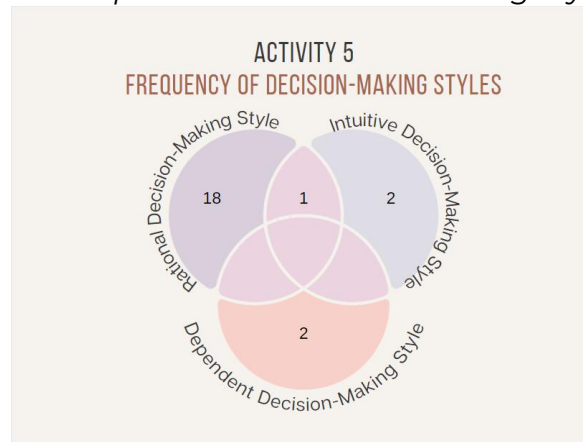 ACTIVITY 5
FREQUENCY OF DECISION-MAKING STYLES
Rational Decision-Making Style
Intuitive Decision-Making Style
18
1
2
2
Dependent Decision-Making Style